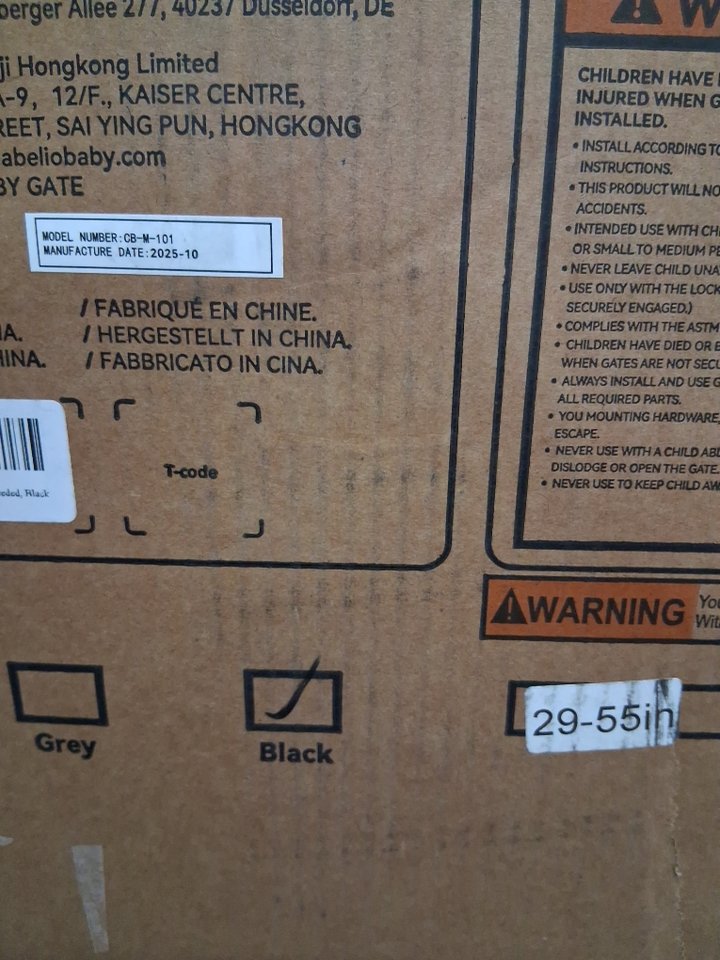 berger Allee 277, 40237 Düsseldorf, DE
ji Hongkong Limited
A-9, 12/F., KAISER CENTRE,
REET, SAI YING PUN, HONGKONG
abeliobaby.com
BY GATE
MODEL NUMBER:CB-M-101
MANUFACTURE DATE:2025-10
/ FABRIQUÉ EN CHINE.
/ HERGESTELLT IN CHINA.
/ FABBRICATO IN CINA.
T-code
Black
Grey
Black
W
CHILDREN HAVE
INJURED WHEN G
INSTALLED.
• INSTALL ACCORDING TO
INSTRUCTIONS.
• THIS PRODUCT WILL NO
ACCIDENTS.
• INTENDED USE WITH CHI
OR SMALL TO MEDIUM PE
• NEVER LEAVE CHILD UNA
• USE ONLY WITH THE LOCK
SECURELY ENGAGED.)
• COMPLIES WITH THE ASTM
• CHILDREN HAVE DIED OR
WHEN GATES ARE NOT SECU
• ALWAYS INSTALL AND USE G
ALL REQUIRED PARTS.
• YOU MOUNTING HARDWARE,
ESCAPE.
• NEVER USE WITH A CHILD ABL
DISLODGE OR OPEN THE GATE.
• NEVER USE TO KEEP CHILD AW
WARNING
You
With
29-55in